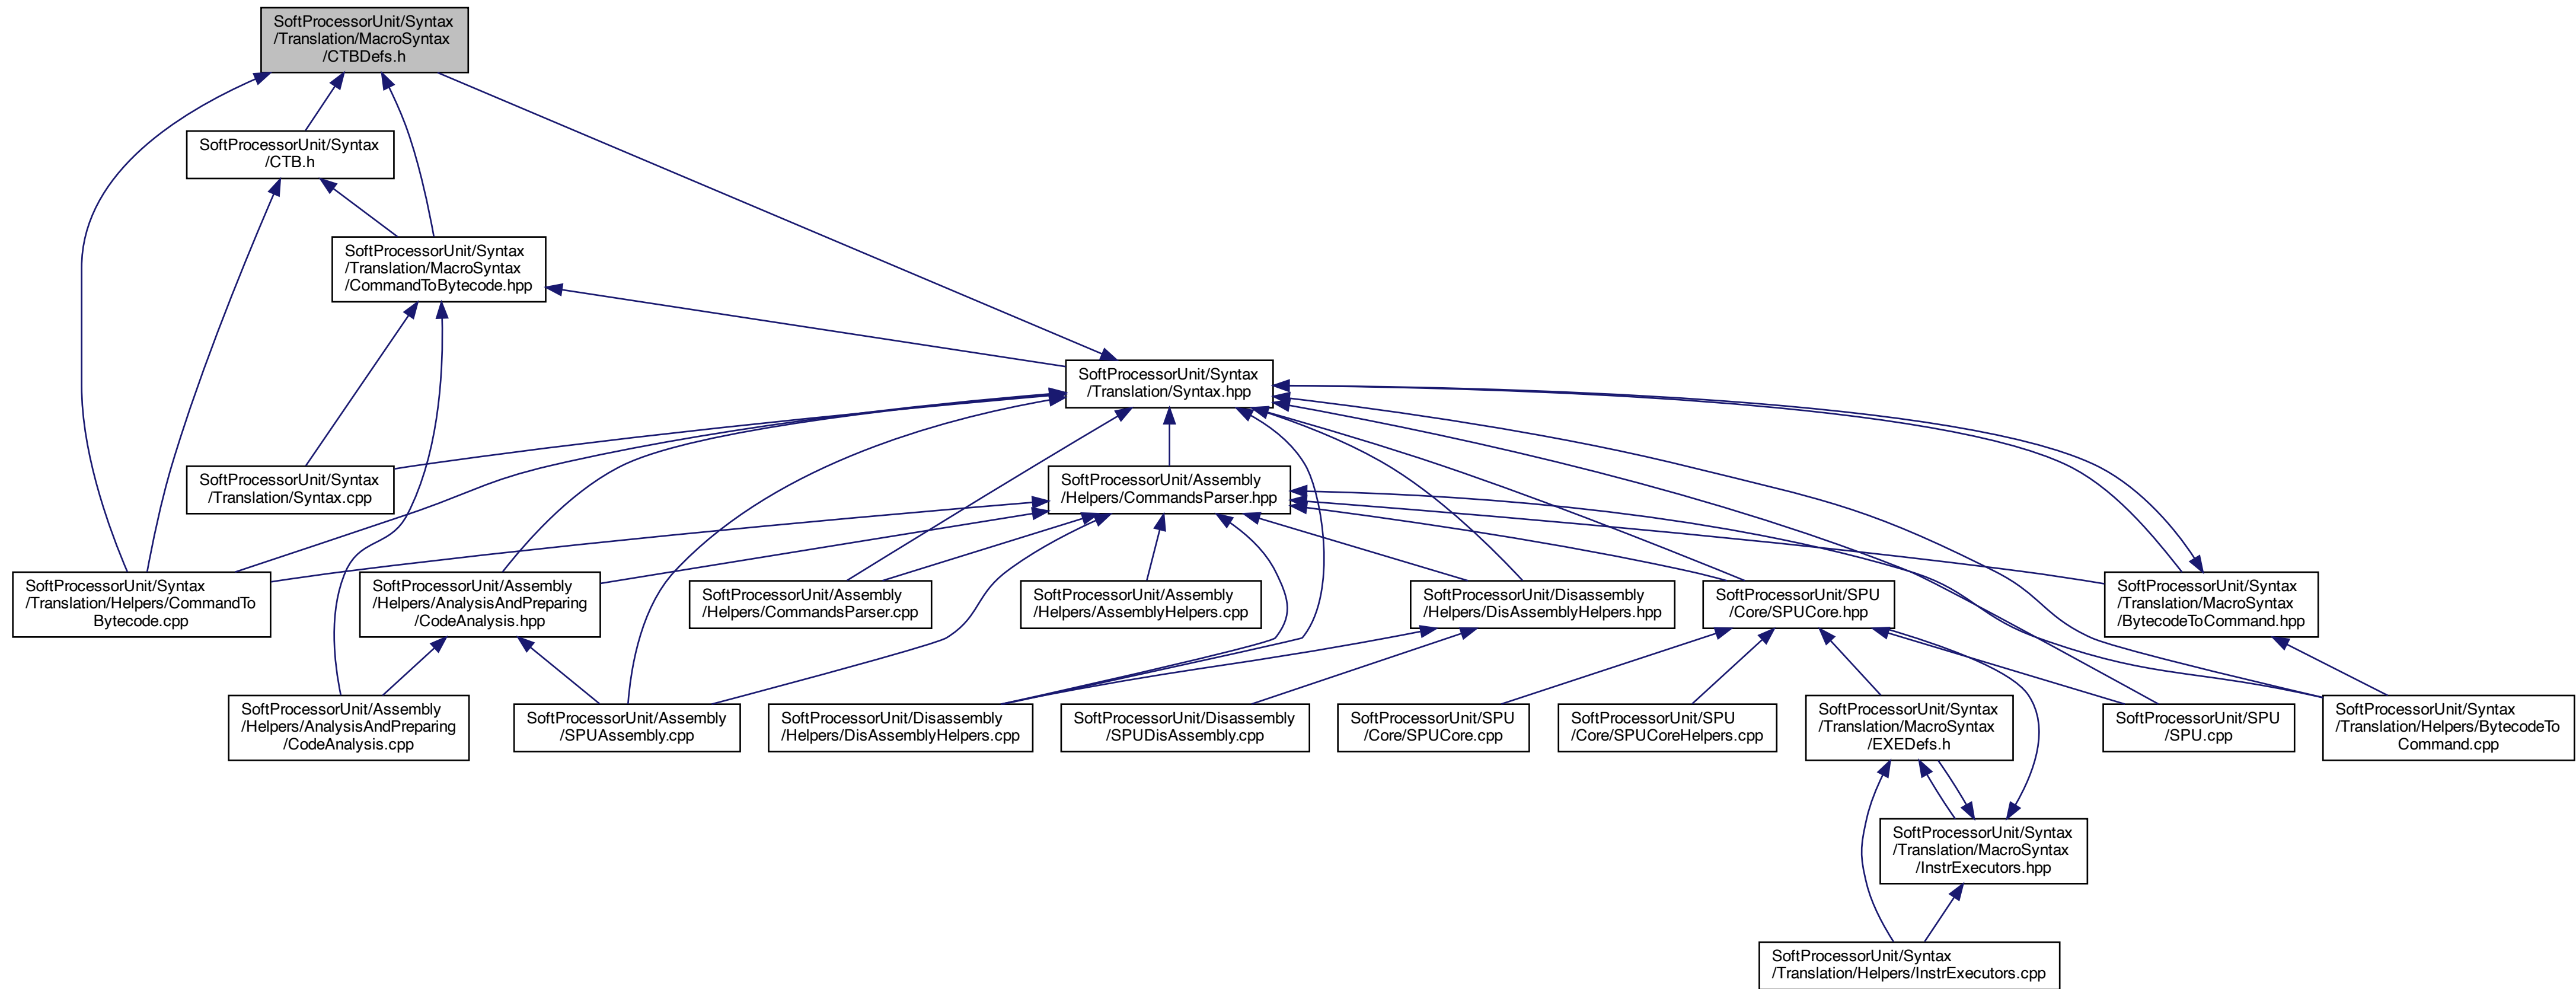 SoftProcessorUnit/Syntax
/Translation/MacroSyntax
/CTBDefs.h
SoftProcessorUnit/Syntax
/CTB.h
SoftProcessorUnit/Syntax
/Translation/MacroSyntax
/CommandToBytecode.hpp
SoftProcessorUnit/Syntax
/Translation/Syntax.hpp
SoftProcessorUnit/Syntax
/Translation/Syntax.cpp
SoftProcessorUnit/Assembly
/Helpers/CommandsParser.hpp
SoftProcessorUnit/Syntax
/Translation/Helpers/CommandTo
Bytecode.cpp
SoftProcessorUnit/Assembly
/Helpers/AnalysisAndPreparing
/CodeAnalysis.hpp
SoftProcessorUnit/Assembly
/Helpers/CommandsParser.cpp
SoftProcessorUnit/Assembly
/Helpers/AssemblyHelpers.cpp
SoftProcessorUnit/Disassembly
/Helpers/DisAssemblyHelpers.hpp
SoftProcessorUnit/SPU
/Core/SPUCore.hpp
SoftProcessorUnit/Syntax
/Translation/MacroSyntax
/BytecodeToCommand.hpp
SoftProcessorUnit/Assembly
/Helpers/AnalysisAndPreparing
/CodeAnalysis.cpp
SoftProcessorUnit/Assembly
/SPUAssembly.cpp
SoftProcessorUnit/Disassembly
/Helpers/DisAssemblyHelpers.cpp
SoftProcessorUnit/Disassembly
/SPUDisAssembly.cpp
SoftProcessorUnit/SPU
/Core/SPUCore.cpp
SoftProcessorUnit/SPU
/Core/SPUCoreHelpers.cpp
SoftProcessorUnit/Syntax
/Translation/MacroSyntax
/EXEDefs.h
SoftProcessorUnit/SPU
/SPU.cpp
SoftProcessorUnit/Syntax
/Translation/Helpers/BytecodeTo
Command.cpp
SoftProcessorUnit/Syntax
/Translation/MacroSyntax
/InstrExecutors.hpp
SoftProcessorUnit/Syntax
/Translation/Helpers/InstrExecutors.cpp